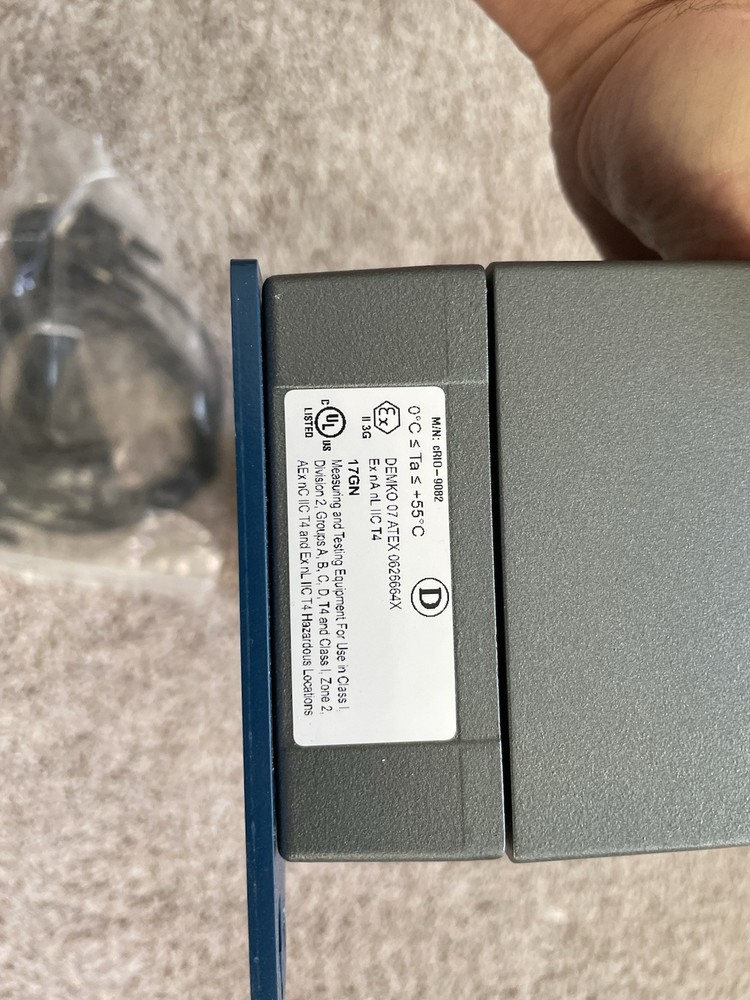 M/N: cRIO-9082
0°C ≤ Ta ≤ +55°C
D
Ex
II 3G
DEMKO 07 ATEX 0626664X
Ex nA nL IIC T4
C UL US
LISTED
17GN
Measuring and Testing Equipment For Use in Class I,
Division 2, Groups A, B, C, D, T4 and Class I, Zone 2,
AEx nC IIC T4 and Ex nL IIC T4 Hazardous Locations